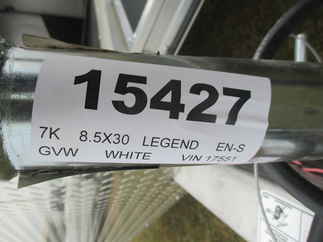 15427
7K 8.5X30 LEGEND EN-S
GVW WHITE VIN 17551